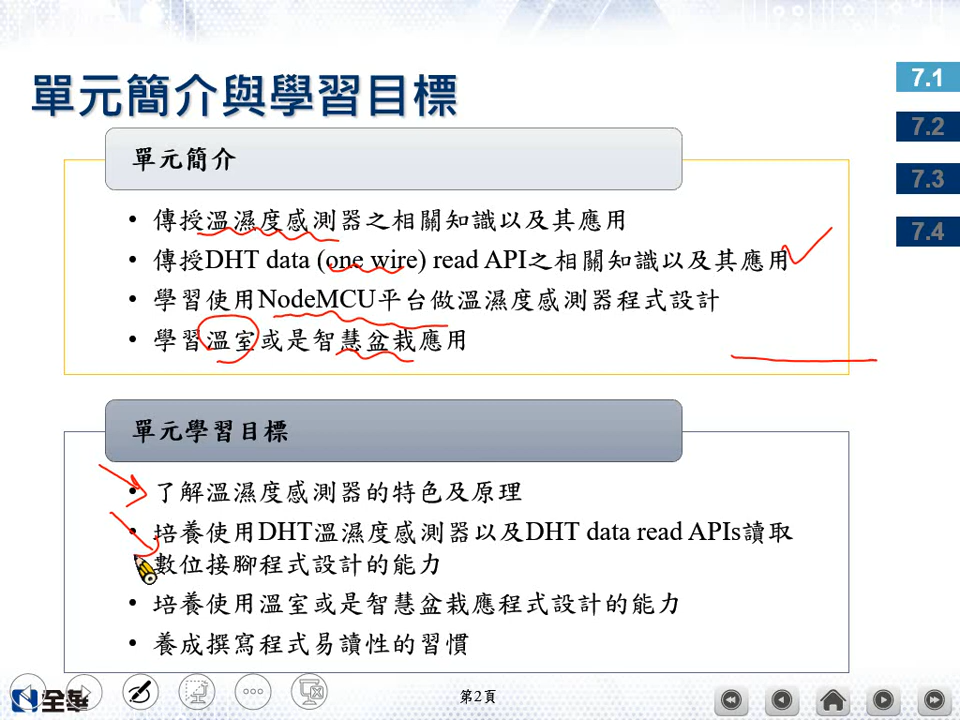 單元簡介與學習目標
7.1
7.2
7.3
7.4
單元簡介
• 傳授溫濕度感測器之相關知識以及其應用
• 傳授DHT data (one wire) read API之相關知識以及其應用
• 學習使用NodeMCU平台做溫濕度感測器程式設計
• 學習溫室或是智慧盆栽應用
單元學習目標
• 了解溫濕度感測器的特色及原理
• 培養使用DHT溫濕度感測器以及DHT data read APIs讀取
數位接腳程式設計的能力
• 培養使用溫室或是智慧盆栽應程式設計的能力
• 養成撰寫程式易讀性的習慣
全華
第2頁